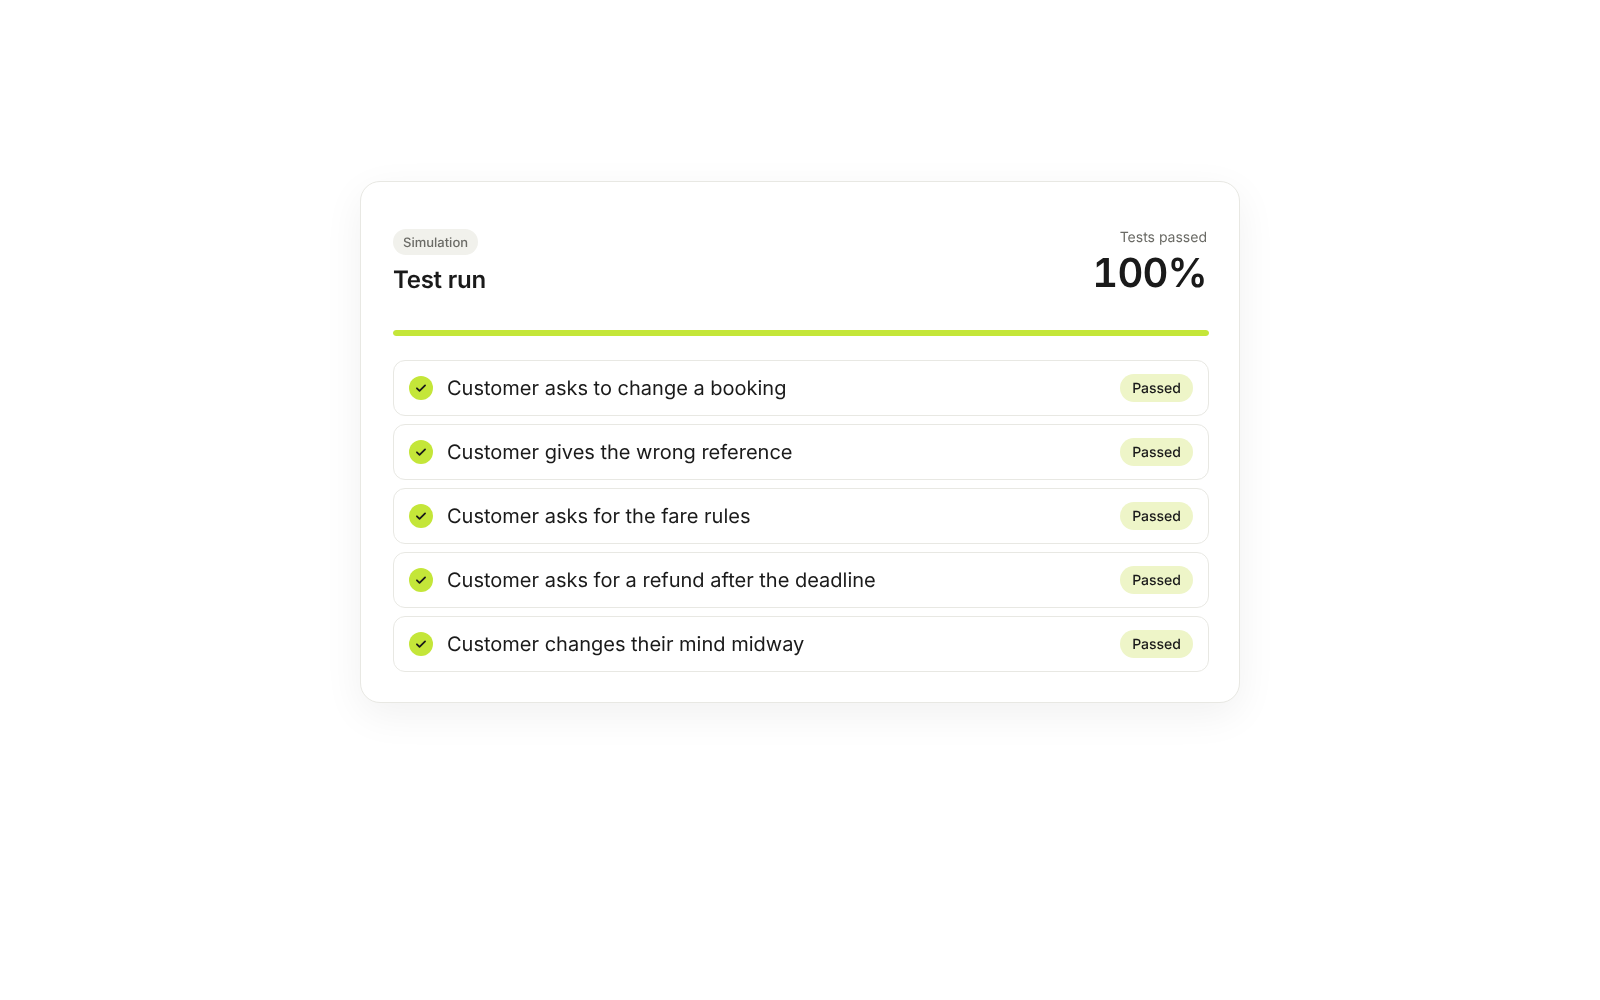 Simulation
Test run
Tests passed
100%
Customer asks to change a booking
Passed
Customer gives the wrong reference
Passed
Customer asks for the fare rules
Passed
Customer asks for a refund after the deadline
Passed
Customer changes their mind midway
Passed